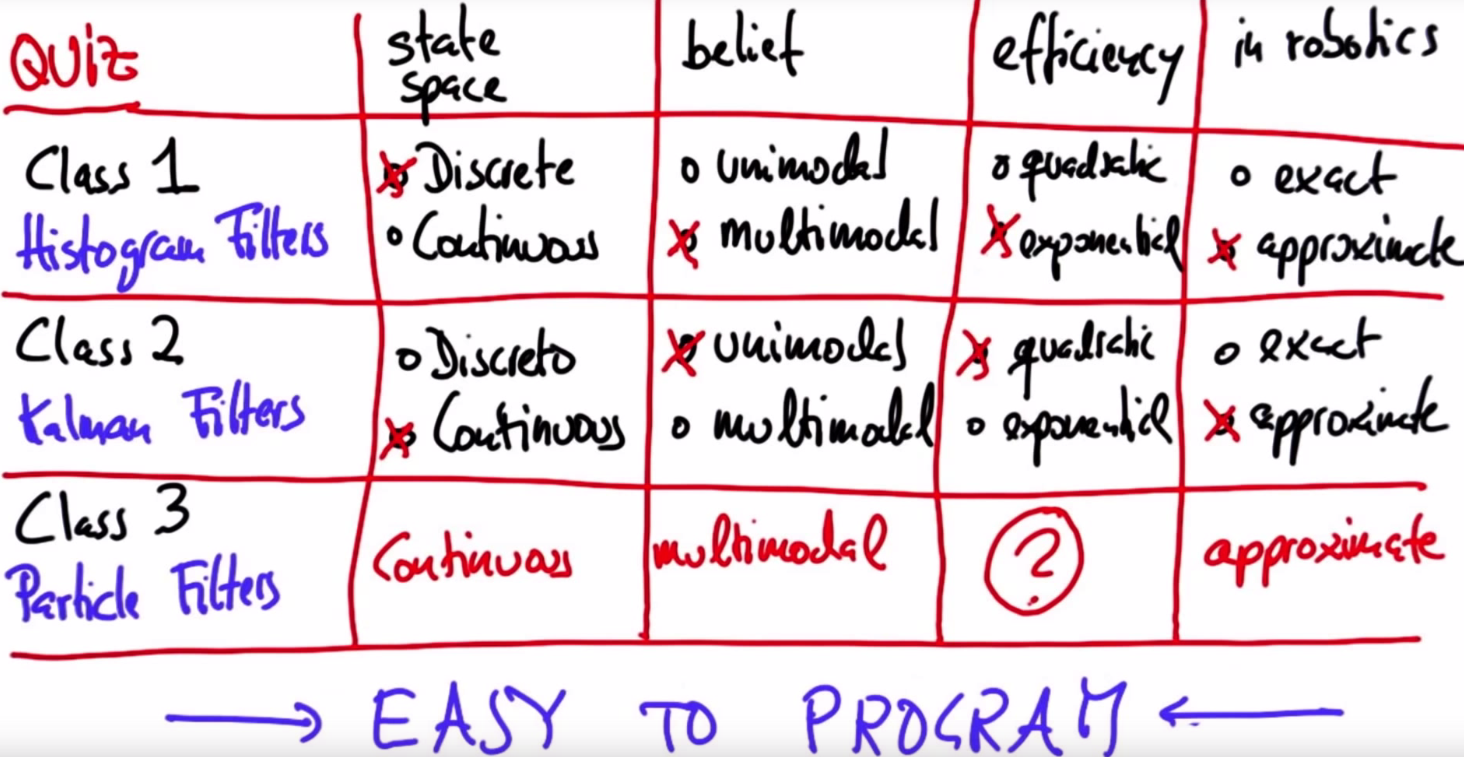 QUIZ
state space
belief
efficiency
in robotics
Class 1
Histogram Filters
Discrete
Continuous
unimodal
multimodal
quadratic
exponential
exact
approximate
Class 2
Kalman Filters
Discrete
Continuous
unimodal
multimodal
quadratic
exponential
exact
approximate
Class 3
Particle Filters
Continuous
multimodal
?
approximate
→ EASY TO PROGRAM ←